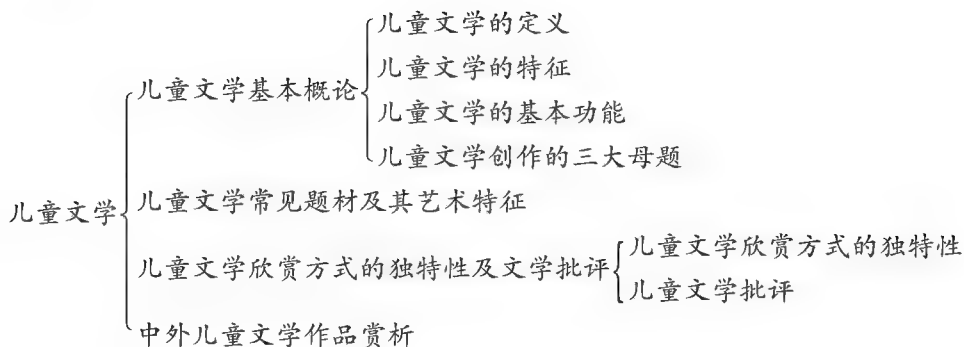 儿童文学的定义
儿童文学的特征
儿童文学基本概论
儿童文学的基本功能
儿童文学创作的三大母题
儿童文学
儿童文学常见题材及其艺术特征
儿童文学欣赏方式的独特性及文学批评
儿童文学欣赏方式的独特性
儿童文学批评
中外儿童文学作品赏析